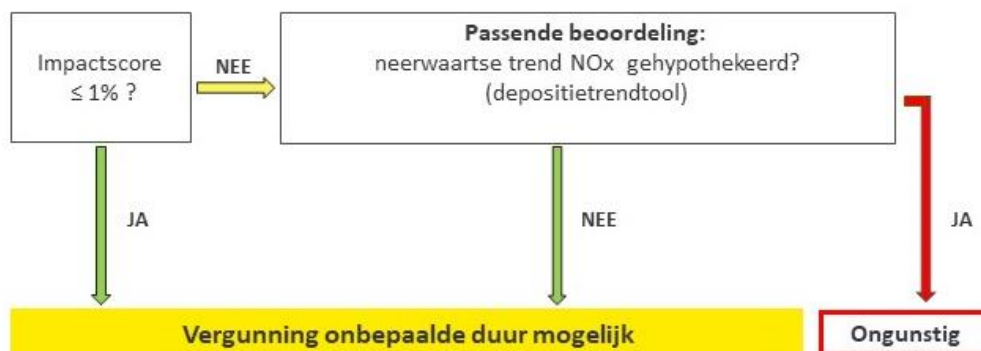 Impactscore
≤ 1% ?
NEE
Passende beoordeling:
neerwaartse trend NOx gehypothekeerd?
(depositietrendtool)
JA
NEE
JA
Vergunning onbepaalde duur mogelijk
Ongunstig